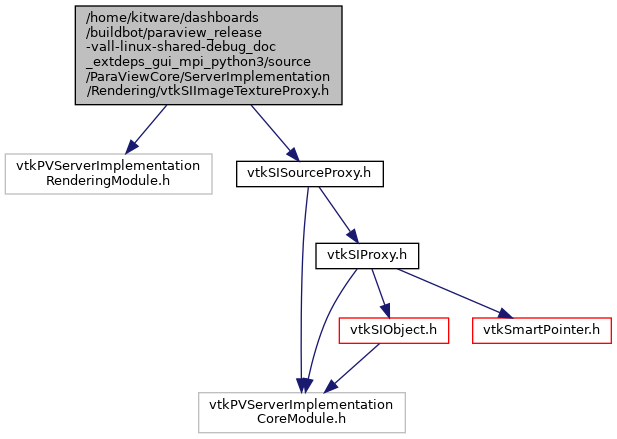 /home/kitware/dashboards
/buildbot/paraview_release
-vall-linux-shared-debug_doc
_extdeps_gui_mpi_python3/source
/ParaViewCore/ServerImplementation
/Rendering/vtkSIImageTextureProxy.h
vtkPVServerImplementation
RenderingModule.h
vtkSISourceProxy.h
vtkSIProxy.h
vtkSIObject.h
vtkSmartPointer.h
vtkPVServerImplementation
CoreModule.h